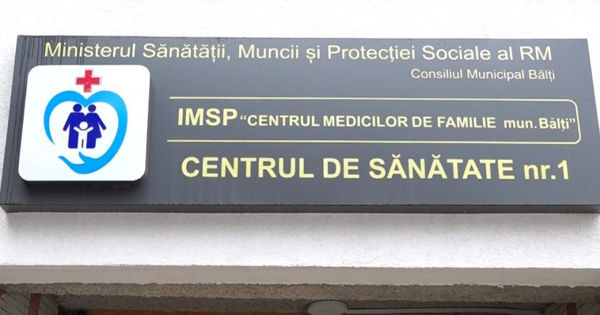 Ministerul Sănătății, Muncii și Protecției Sociale al RM
Consiliul Municipal Bălți
IMSP “CENTRUL MEDICILOR DE FAMILIE mun. Bălți”
CENTRUL DE SĂNĂTATE nr.1